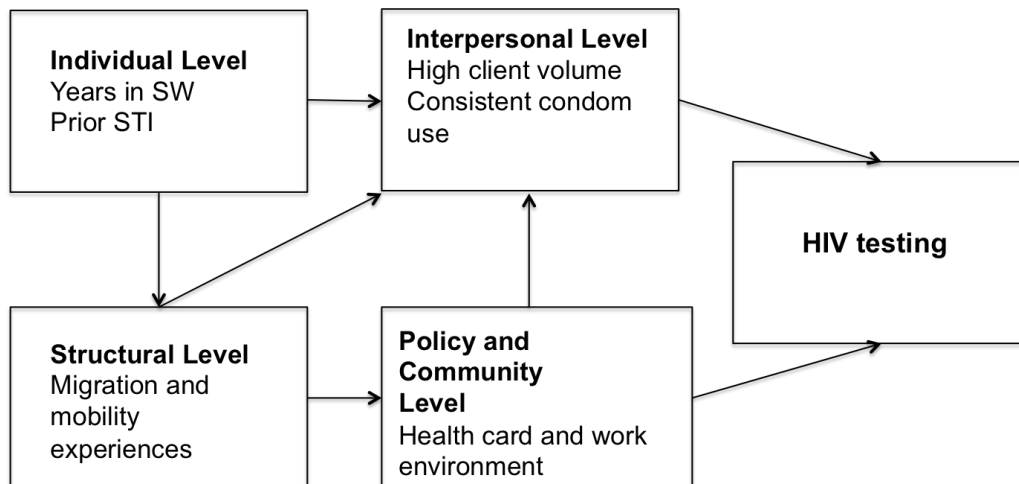 Individual Level
Years in SW
Prior STI
Interpersonal Level
High client volume
Consistent condom
use
HIV testing
Structural Level
Migration and
mobility
experiences
Policy and
Community
Level
Health card and work
environment